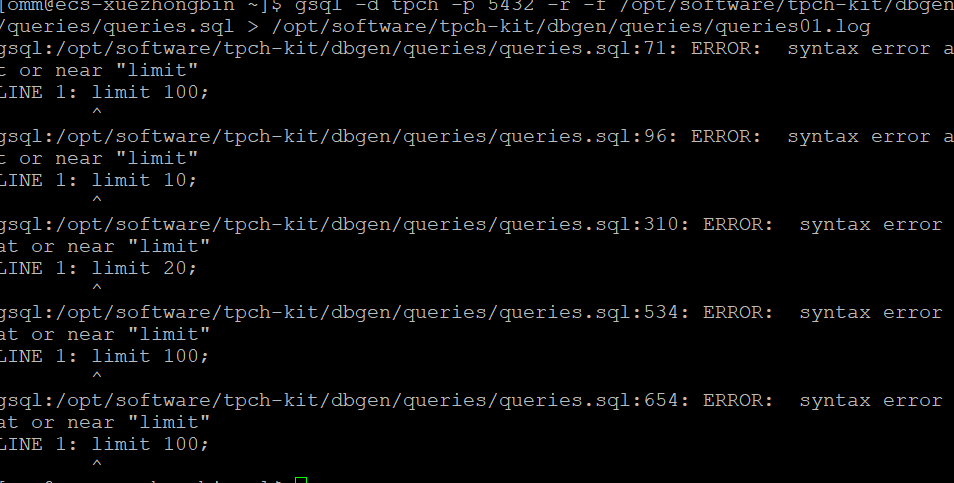 [omm@ecs-xuezhongbin ~]$ gsql -d tpch -p 5432 -r -f /opt/software/tpch-kit/dbgen
/queries/queries.sql > /opt/software/tpch-kit/dbgen/queries/queries01.log
gsql:/opt/software/tpch-kit/dbgen/queries/queries.sql:71: ERROR:  syntax error a
t or near "limit"
LINE 1: limit 100;
^
gsql:/opt/software/tpch-kit/dbgen/queries/queries.sql:96: ERROR:  syntax error a
t or near "limit"
LINE 1: limit 10;
^
gsql:/opt/software/tpch-kit/dbgen/queries/queries.sql:310: ERROR:  syntax error
at or near "limit"
LINE 1: limit 20;
^
gsql:/opt/software/tpch-kit/dbgen/queries/queries.sql:534: ERROR:  syntax error
at or near "limit"
LINE 1: limit 100;
^
gsql:/opt/software/tpch-kit/dbgen/queries/queries.sql:654: ERROR:  syntax error
at or near "limit"
LINE 1: limit 100;
^